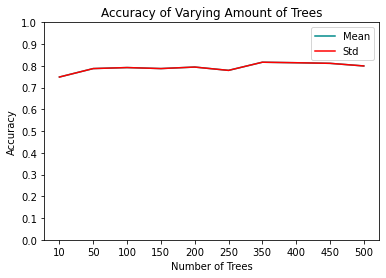 Accuracy of Varying Amount of Trees
1.0
0.9
0.8
0.7
0.6
0.5
0.4
0.3
0.2
0.1
0.0
Accuracy
Mean
Std
10 50 100 150 200 250 350 400 450 500
Number of Trees